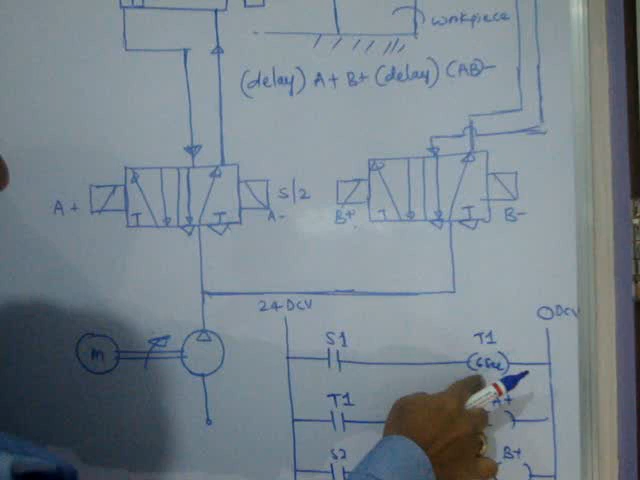 workpiece
(delay) A+ B+ (delay) (AB)-
A+ S/2 A- B+ B-
T T T T
24 DCV 0 DCV
M
S1 T1
T1 A+
S2 B+